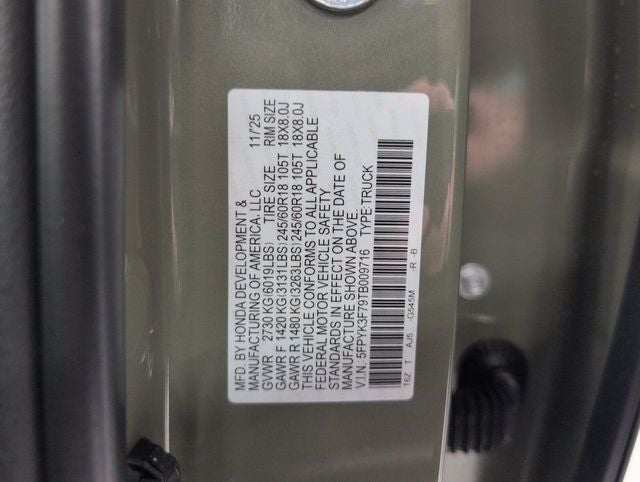 MFD. BY HONDA DEVELOPMENT &
MANUFACTURING OF AMERICA, LLC 11/25
GVWR 2730 KG(6019LBS) TIRE SIZE RIM SIZE
GAWR F 1420 KG(3131LBS) 245/60R18 105T 18X8.0J
GAWR R 1480 KG(3263LBS) 245/60R18 105T 18X8.0J
THIS VEHICLE CONFORMS TO ALL APPLICABLE
FEDERAL MOTOR VEHICLE SAFETY
STANDARDS IN EFFECT ON THE DATE OF
MANUFACTURE SHOWN ABOVE.
V.I.N.: 5FPYK3F79TB009716 TYPE:TRUCK
T6Z T AJ5 -G545M -R -B